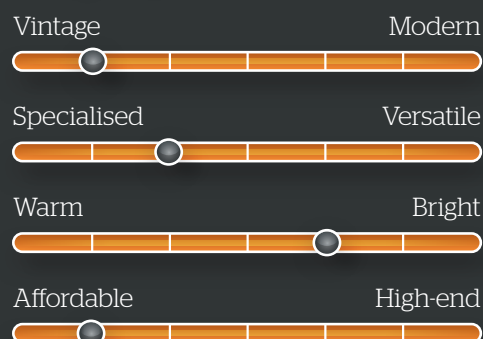 Vintage Modern
Specialised Versatile
Warm Bright
Affordable High-end